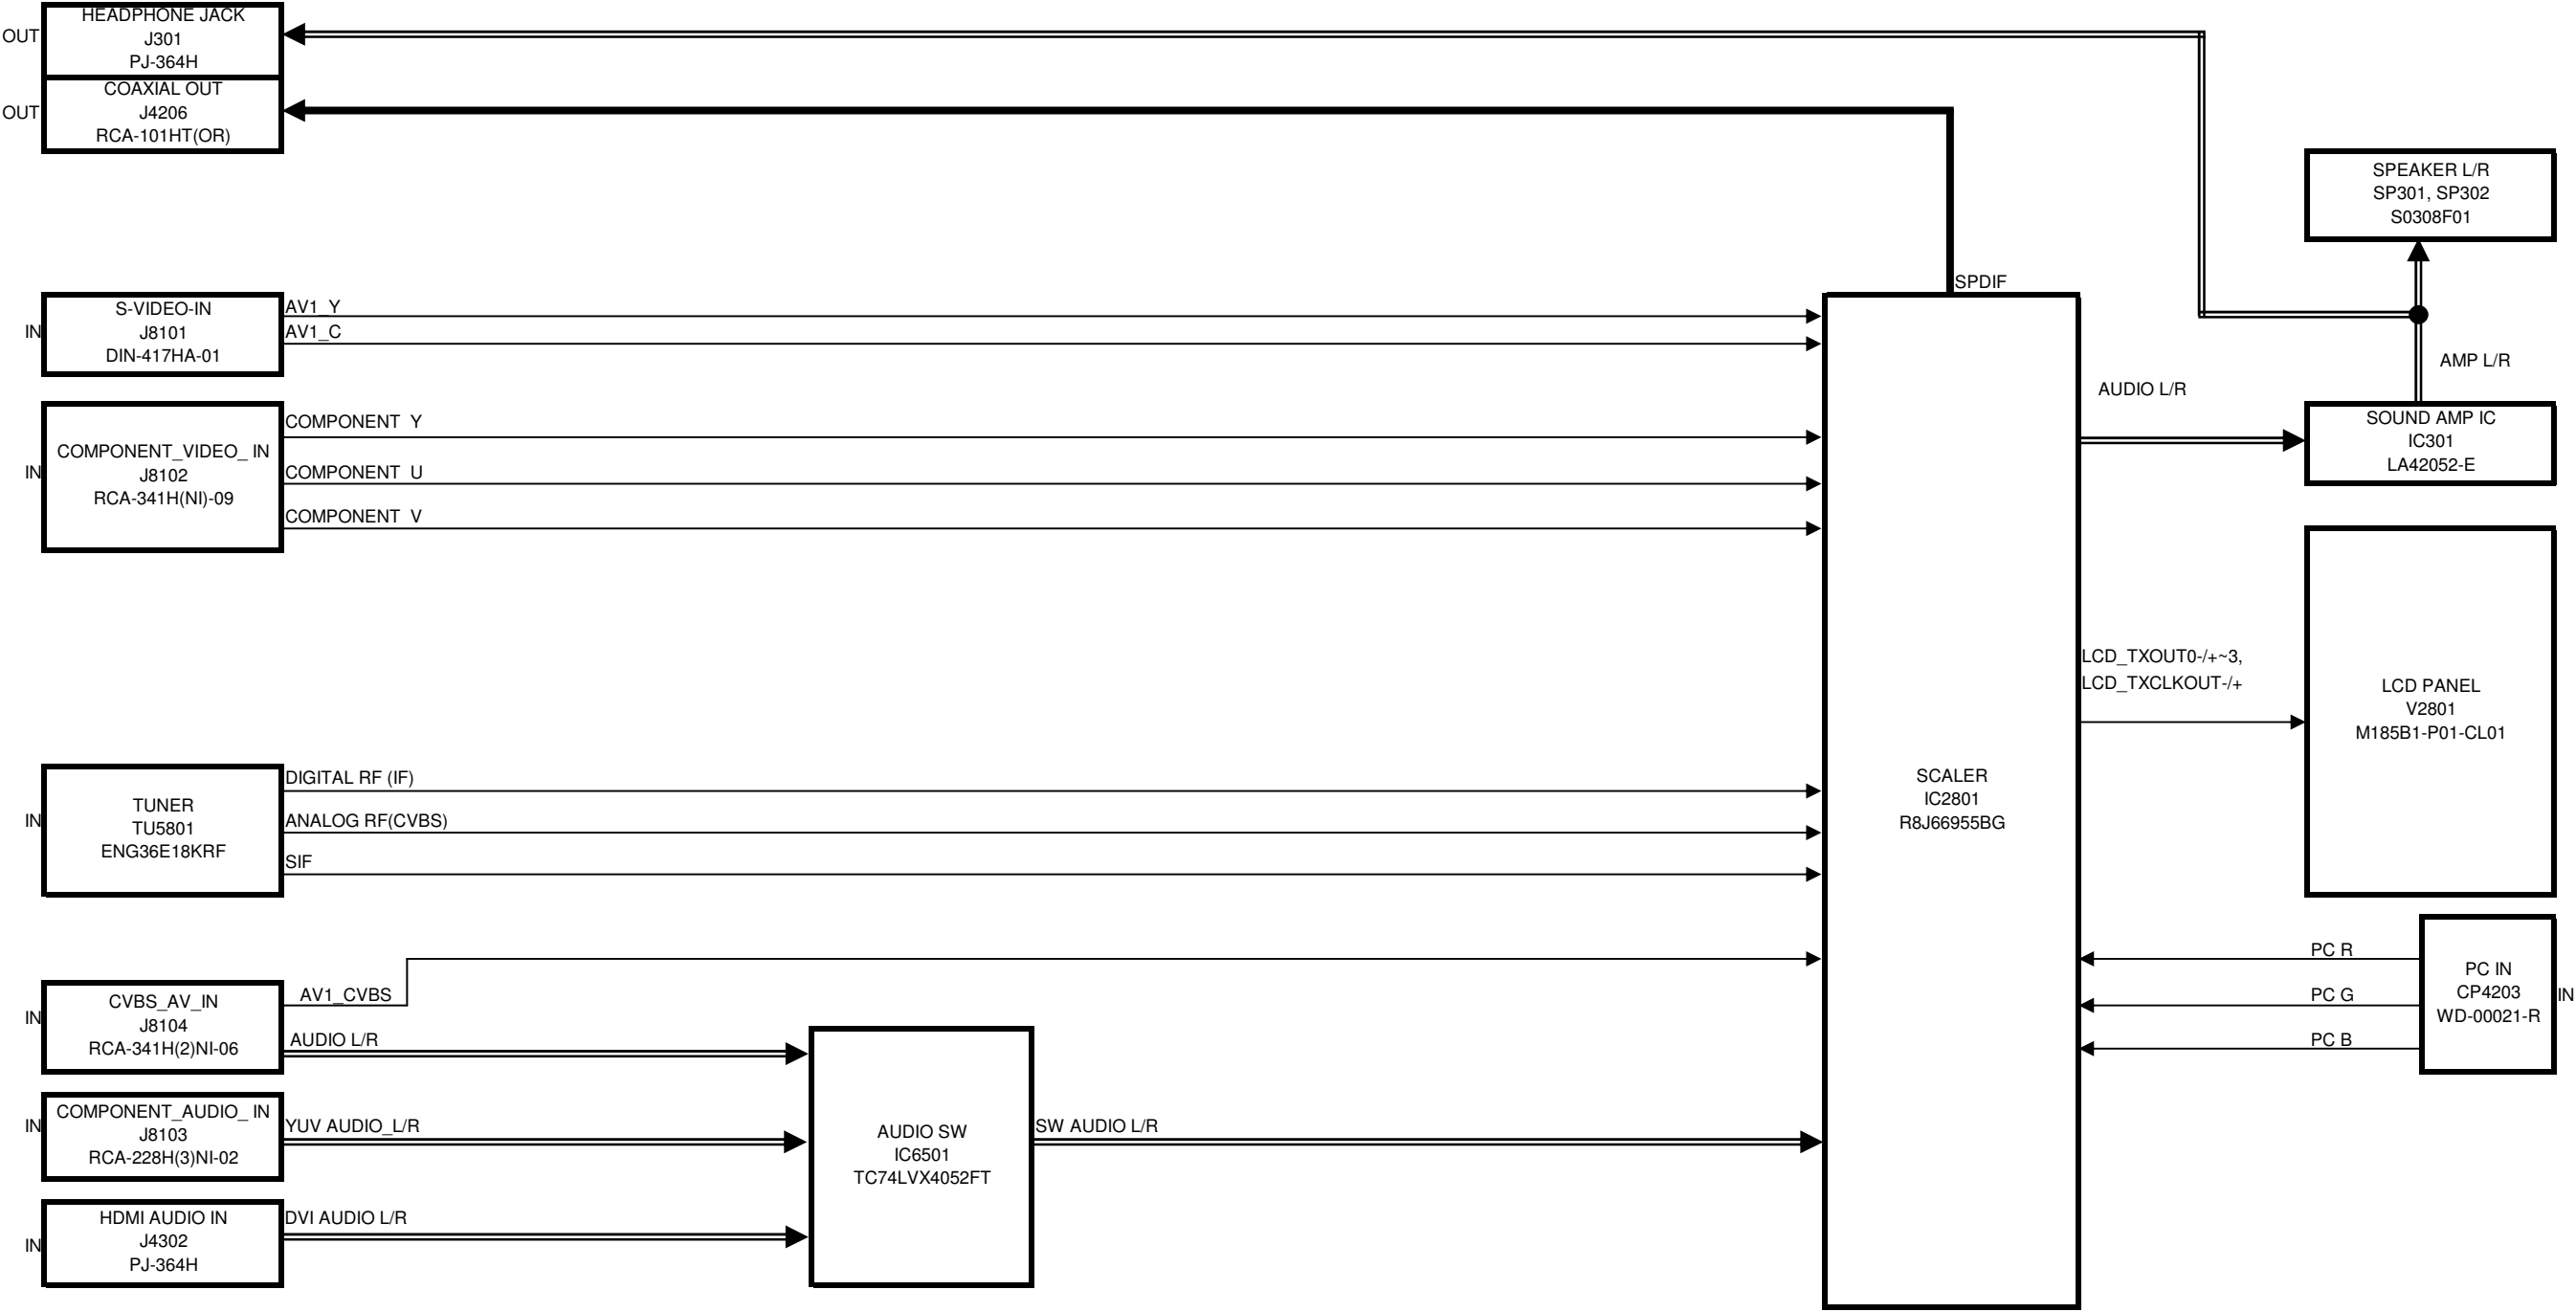 OUT
HEADPHONE JACK
J301
PJ-364H
OUT
COAXIAL OUT
J4206
RCA-101HT(OR)
SPEAKER L/R
SP301, SP302
S0308F01
SPDIF
IN
S-VIDEO-IN
J8101
DIN-417HA-01
AV1_Y
AV1_C
AMP L/R
AUDIO L/R
IN
COMPONENT_VIDEO_ IN
J8102
RCA-341H(NI)-09
COMPONENT_Y
COMPONENT_U
COMPONENT_V
SOUND AMP IC
IC301
LA42052-E
LCD_TXOUT0-/+~3,
LCD_TXCLKOUT-/+
LCD PANEL
V2801
M185B1-P01-CL01
IN
TUNER
TU5801
ENG36E18KRF
DIGITAL RF (IF)
ANALOG RF(CVBS)
SIF
SCALER
IC2801
R8J66955BG
PC R
PC G
PC B
PC IN
CP4203
WD-00021-R
IN
IN
CVBS_AV_IN
J8104
RCA-341H(2)NI-06
AV1_CVBS
AUDIO L/R
IN
COMPONENT_AUDIO_ IN
J8103
RCA-228H(3)NI-02
YUV AUDIO_L/R
AUDIO SW
IC6501
TC74LVX4052FT
SW AUDIO L/R
IN
HDMI AUDIO IN
J4302
PJ-364H
DVI AUDIO L/R